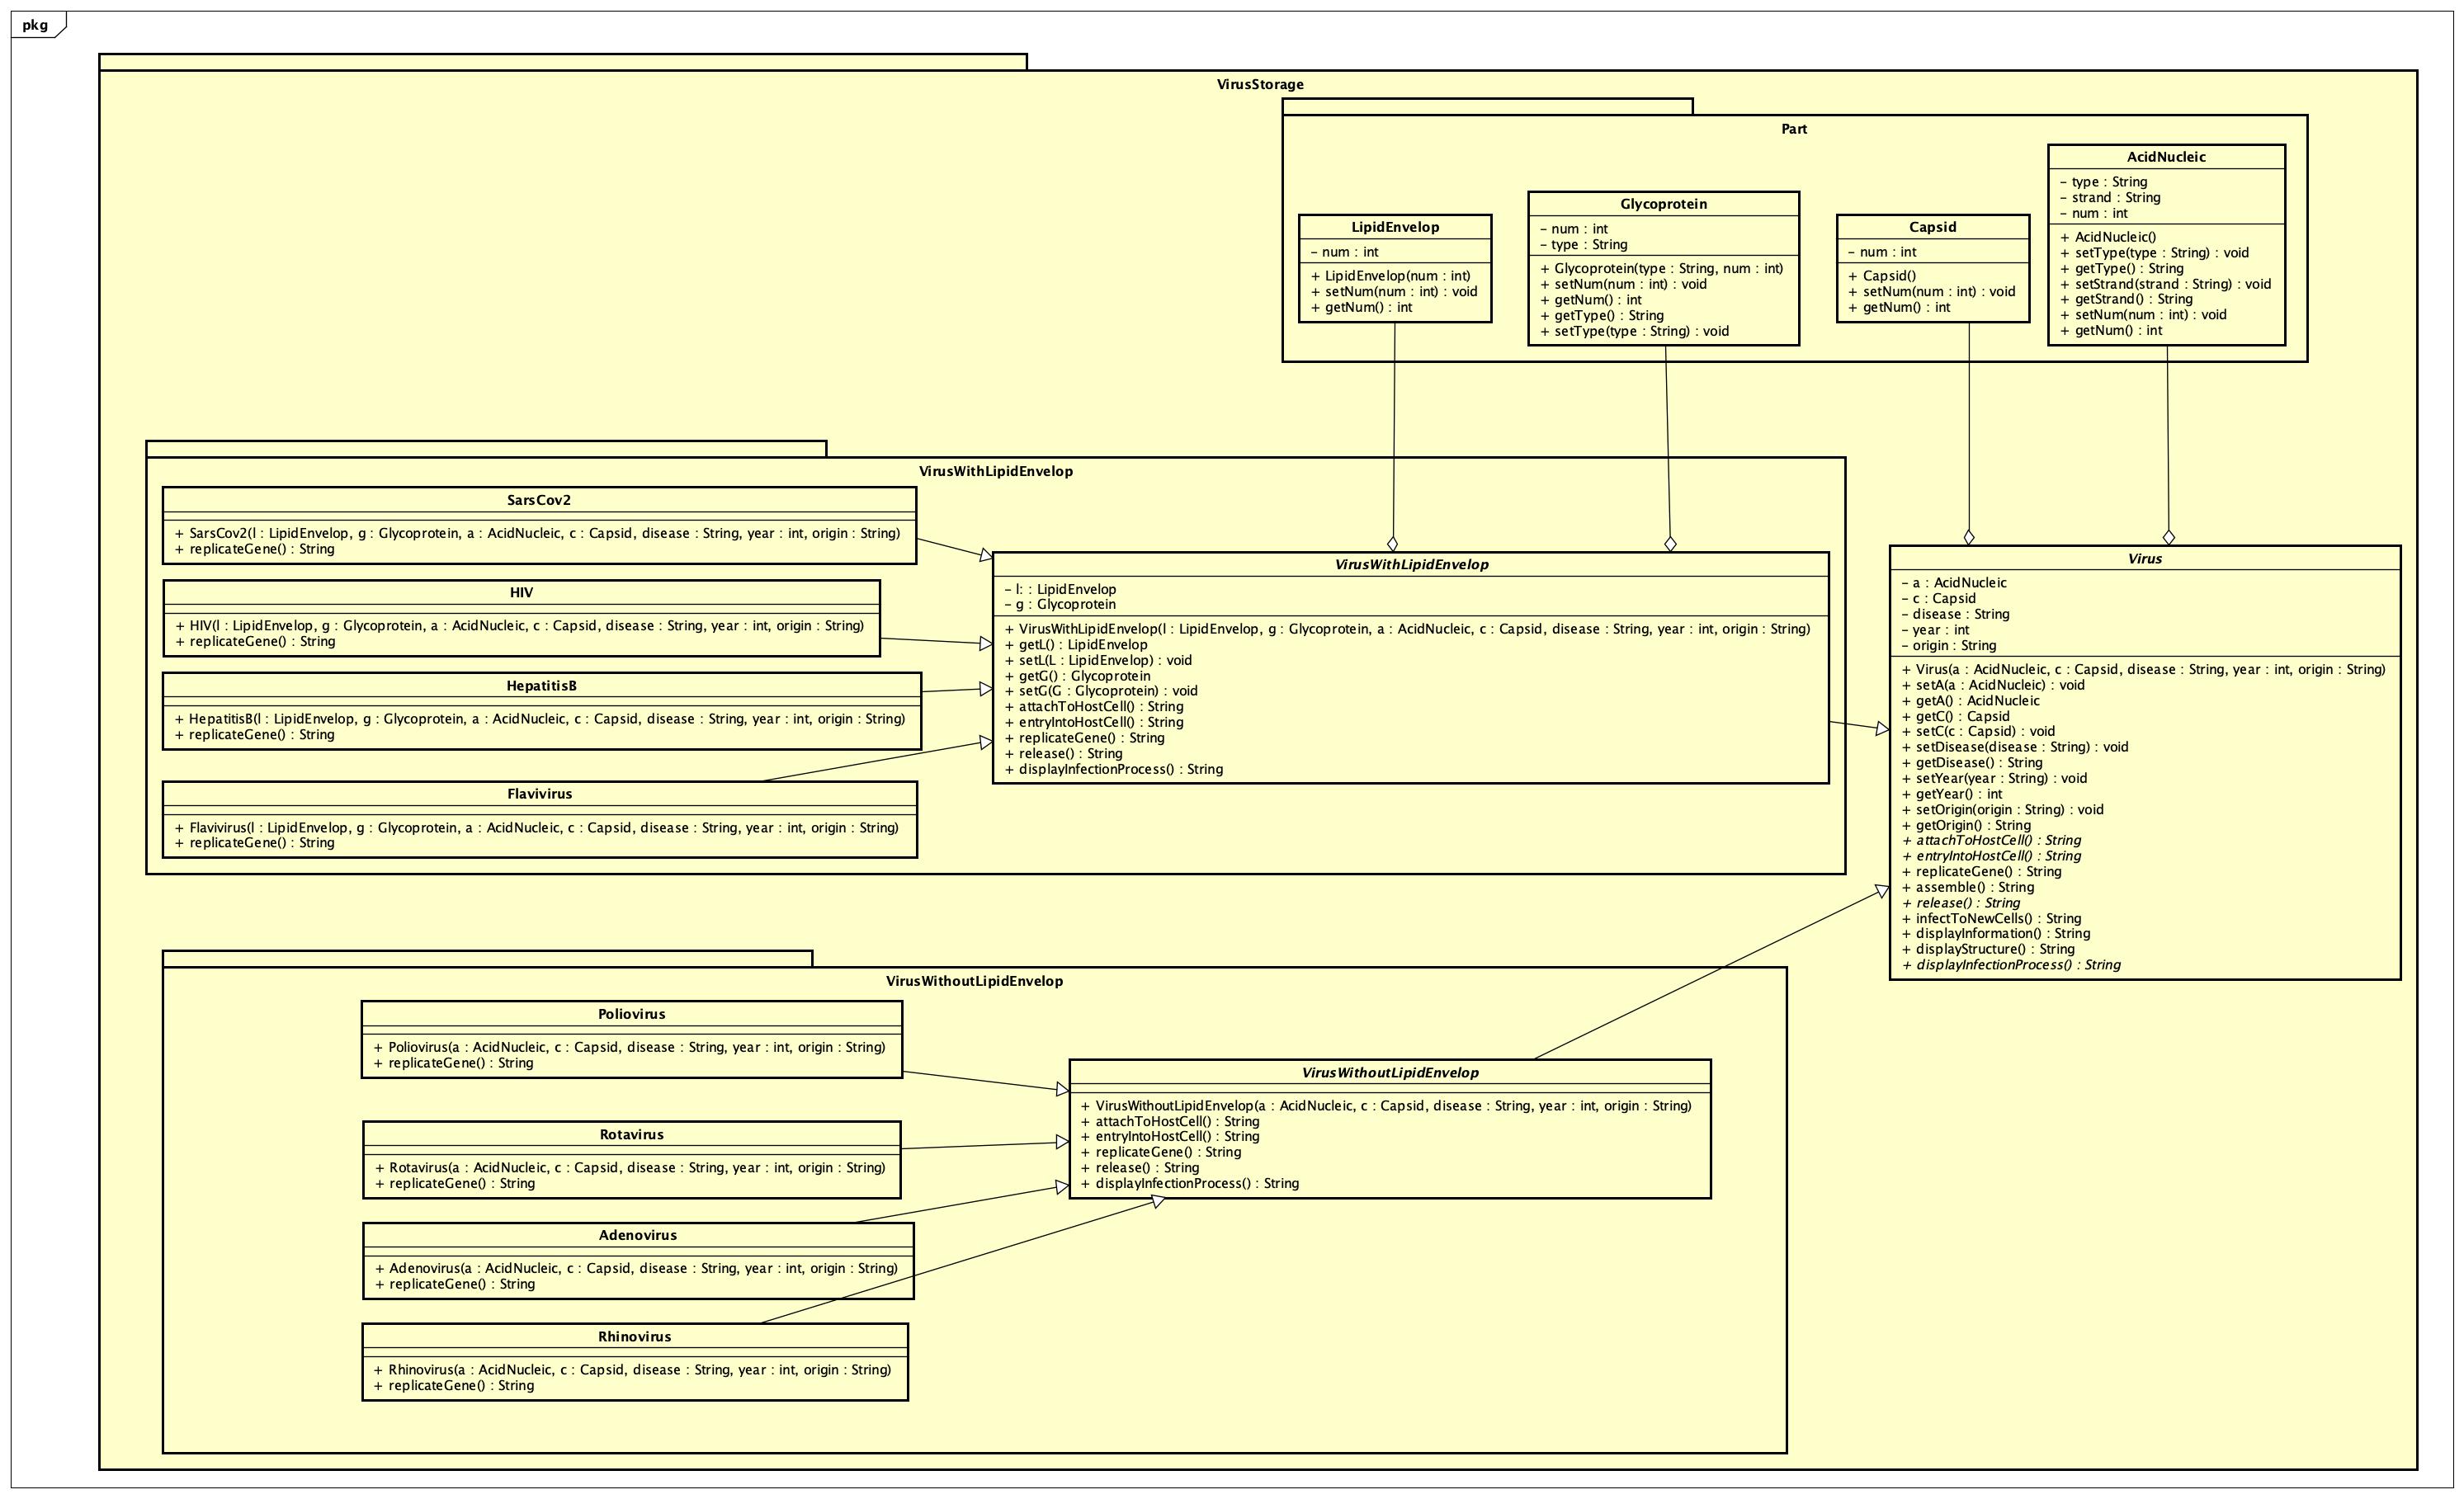 pkg
VirusStorage
Part
LipidEnvelop
– num : int
+ LipidEnvelop(num : int)
+ setNum(num : int) : void
+ getNum() : int
Glycoprotein
– num : int
– type : String
+ Glycoprotein(type : String, num : int)
+ setNum(num : int) : void
+ getNum() : int
+ getType() : String
+ setType(type : String) : void
Capsid
– num : int
+ Capsid()
+ setNum(num : int) : void
+ getNum() : int
AcidNucleic
– type : String
– strand : String
– num : int
+ AcidNucleic()
+ setType(type : String) : void
+ getType() : String
+ setStrand(strand : String) : void
+ getStrand() : String
+ setNum(num : int) : void
+ getNum() : int
VirusWithLipidEnvelop
SarsCov2
+ SarsCov2(l : LipidEnvelop, g : Glycoprotein, a : AcidNucleic, c : Capsid, disease : String, year : int, origin : String)
+ replicateGene() : String
HIV
+ HIV(l : LipidEnvelop, g : Glycoprotein, a : AcidNucleic, c : Capsid, disease : String, year : int, origin : String)
+ replicateGene() : String
HepatitisB
+ HepatitisB(l : LipidEnvelop, g : Glycoprotein, a : AcidNucleic, c : Capsid, disease : String, year : int, origin : String)
+ replicateGene() : String
Flavivirus
+ Flavivirus(l : LipidEnvelop, g : Glycoprotein, a : AcidNucleic, c : Capsid, disease : String, year : int, origin : String)
+ replicateGene() : String
VirusWithLipidEnvelop
– l: : LipidEnvelop
– g : Glycoprotein
+ VirusWithLipidEnvelop(l : LipidEnvelop, g : Glycoprotein, a : AcidNucleic, c : Capsid, disease : String, year : int, origin : String)
+ getL() : LipidEnvelop
+ setL(L : LipidEnvelop) : void
+ getG() : Glycoprotein
+ setG(G : Glycoprotein) : void
+ attachToHostCell() : String
+ entryIntoHostCell() : String
+ replicateGene() : String
+ release() : String
+ displayInfectionProcess() : String
Virus
– a : AcidNucleic
– c : Capsid
– disease : String
– year : int
– origin : String
+ Virus(a : AcidNucleic, c : Capsid, disease : String, year : int, origin : String)
+ setA(a : AcidNucleic) : void
+ getA() : AcidNucleic
+ getC() : Capsid
+ setC(c : Capsid) : void
+ setDisease(disease : String) : void
+ getDisease() : String
+ setYear(year : String) : void
+ getYear() : int
+ setOrigin(origin : String) : void
+ getOrigin() : String
+ attachToHostCell() : String
+ entryIntoHostCell() : String
+ replicateGene() : String
+ assemble() : String
+ release() : String
+ infectToNewCells() : String
+ displayInformation() : String
+ displayStructure() : String
+ displayInfectionProcess() : String
VirusWithoutLipidEnvelop
Poliovirus
+ Poliovirus(a : AcidNucleic, c : Capsid, disease : String, year : int, origin : String)
+ replicateGene() : String
Rotavirus
+ Rotavirus(a : AcidNucleic, c : Capsid, disease : String, year : int, origin : String)
+ replicateGene() : String
Adenovirus
+ Adenovirus(a : AcidNucleic, c : Capsid, disease : String, year : int, origin : String)
+ replicateGene() : String
Rhinovirus
+ Rhinovirus(a : AcidNucleic, c : Capsid, disease : String, year : int, origin : String)
+ replicateGene() : String
VirusWithoutLipidEnvelop
+ VirusWithoutLipidEnvelop(a : AcidNucleic, c : Capsid, disease : String, year : int, origin : String)
+ attachToHostCell() : String
+ entryIntoHostCell() : String
+ replicateGene() : String
+ release() : String
+ displayInfectionProcess() : String